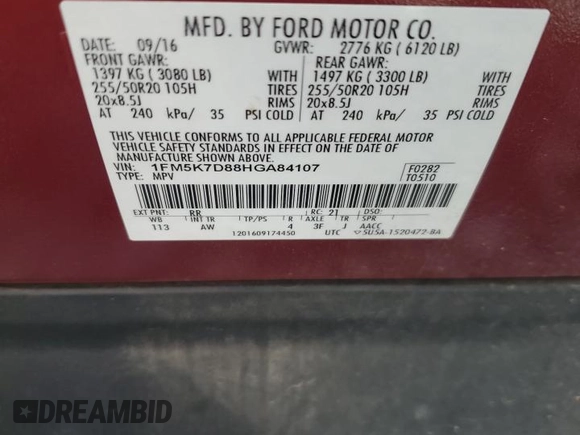 MFD. BY FORD MOTOR CO.
DATE: 09/16 GVWR: 2776 KG ( 6120 LB)
FRONT GAWR: REAR GAWR:
1397 KG ( 3080 LB) WITH 1497 KG ( 3300 LB) WITH
255/50R20 105H TIRES 255/50R20 105H TIRES
20x8.5J RIMS 20x8.5J RIMS
AT 240 kPa/ 35 PSI COLD AT 240 kPa/ 35 PSI COLD
THIS VEHICLE CONFORMS TO ALL APPLICABLE FEDERAL MOTOR
VEHICLE SAFETY STANDARDS IN EFFECT ON THE DATE OF
MANUFACTURE SHOWN ABOVE.
VIN: 1FM5K7D88HGA84107 F0282
TYPE: MPV T0510
EXT PNT: RR RC: 21 DSO:
WB INT TR TP/PS R AXLE TR SPR
113 AW 4 3F J AACC
1201609174450 UTC 5U5A-1520472-BA
DREAMBID